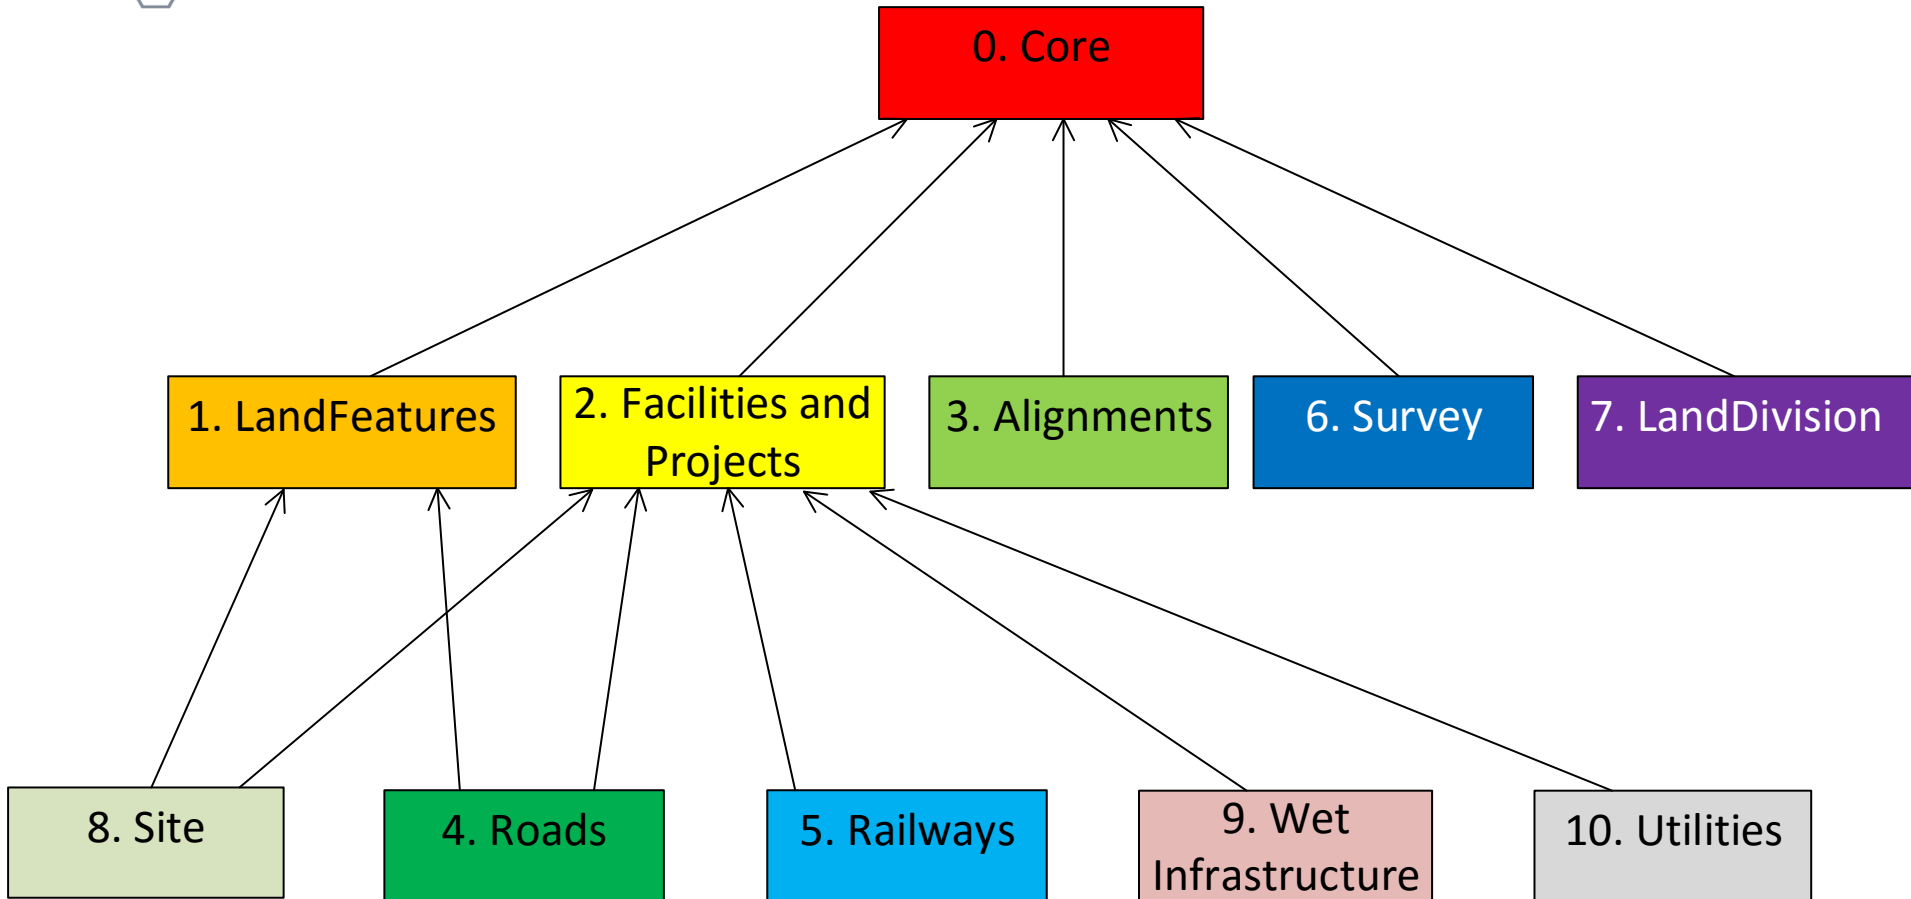 0. Core
1. LandFeatures
2. Facilities and
Projects
3. Alignments
6. Survey
7. LandDivision
8. Site
4. Roads
5. Railways
9. Wet
Infrastructure
10. Utilities